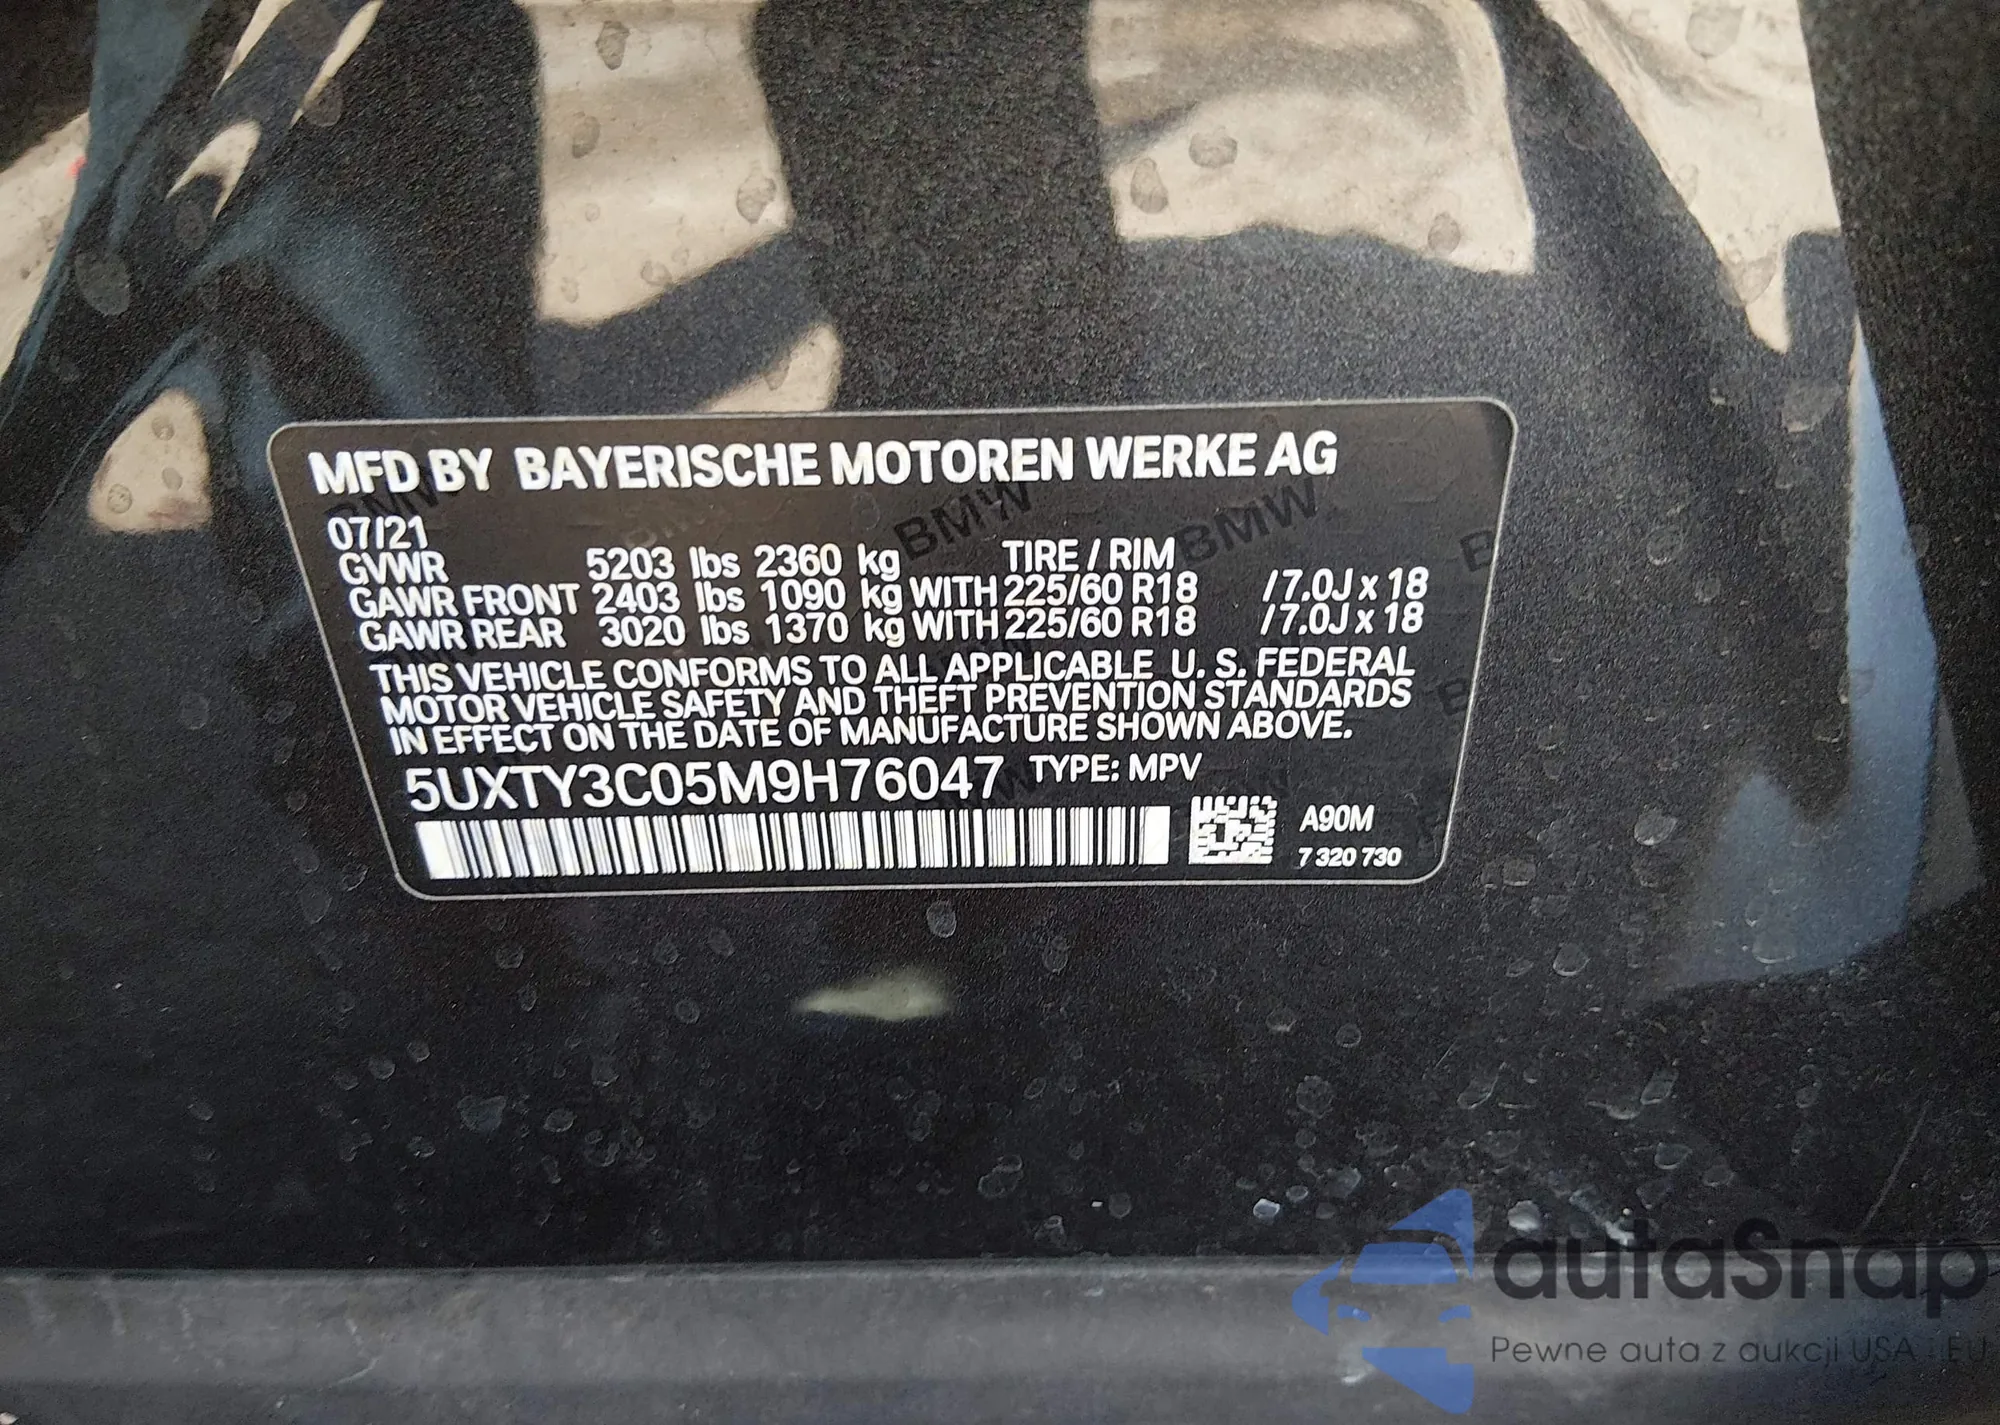 MFD BY BAYERISCHE MOTOREN WERKE AG
07/21
GVWR 5203 lbs 2360 kg TIRE / RIM
GAWR FRONT 2403 lbs 1090 kg WITH 225/60 R18 /7.0J x 18
GAWR REAR 3020 lbs 1370 kg WITH 225/60 R18 /7.0J x 18
THIS VEHICLE CONFORMS TO ALL APPLICABLE U. S. FEDERAL
MOTOR VEHICLE SAFETY AND THEFT PREVENTION STANDARDS
IN EFFECT ON THE DATE OF MANUFACTURE SHOWN ABOVE.
5UXTY3C05M9H76047 TYPE: MPV
A90M
7 320 730
BMW BMW BMW
autoSnap
Pewne auta z aukcji USA i EU